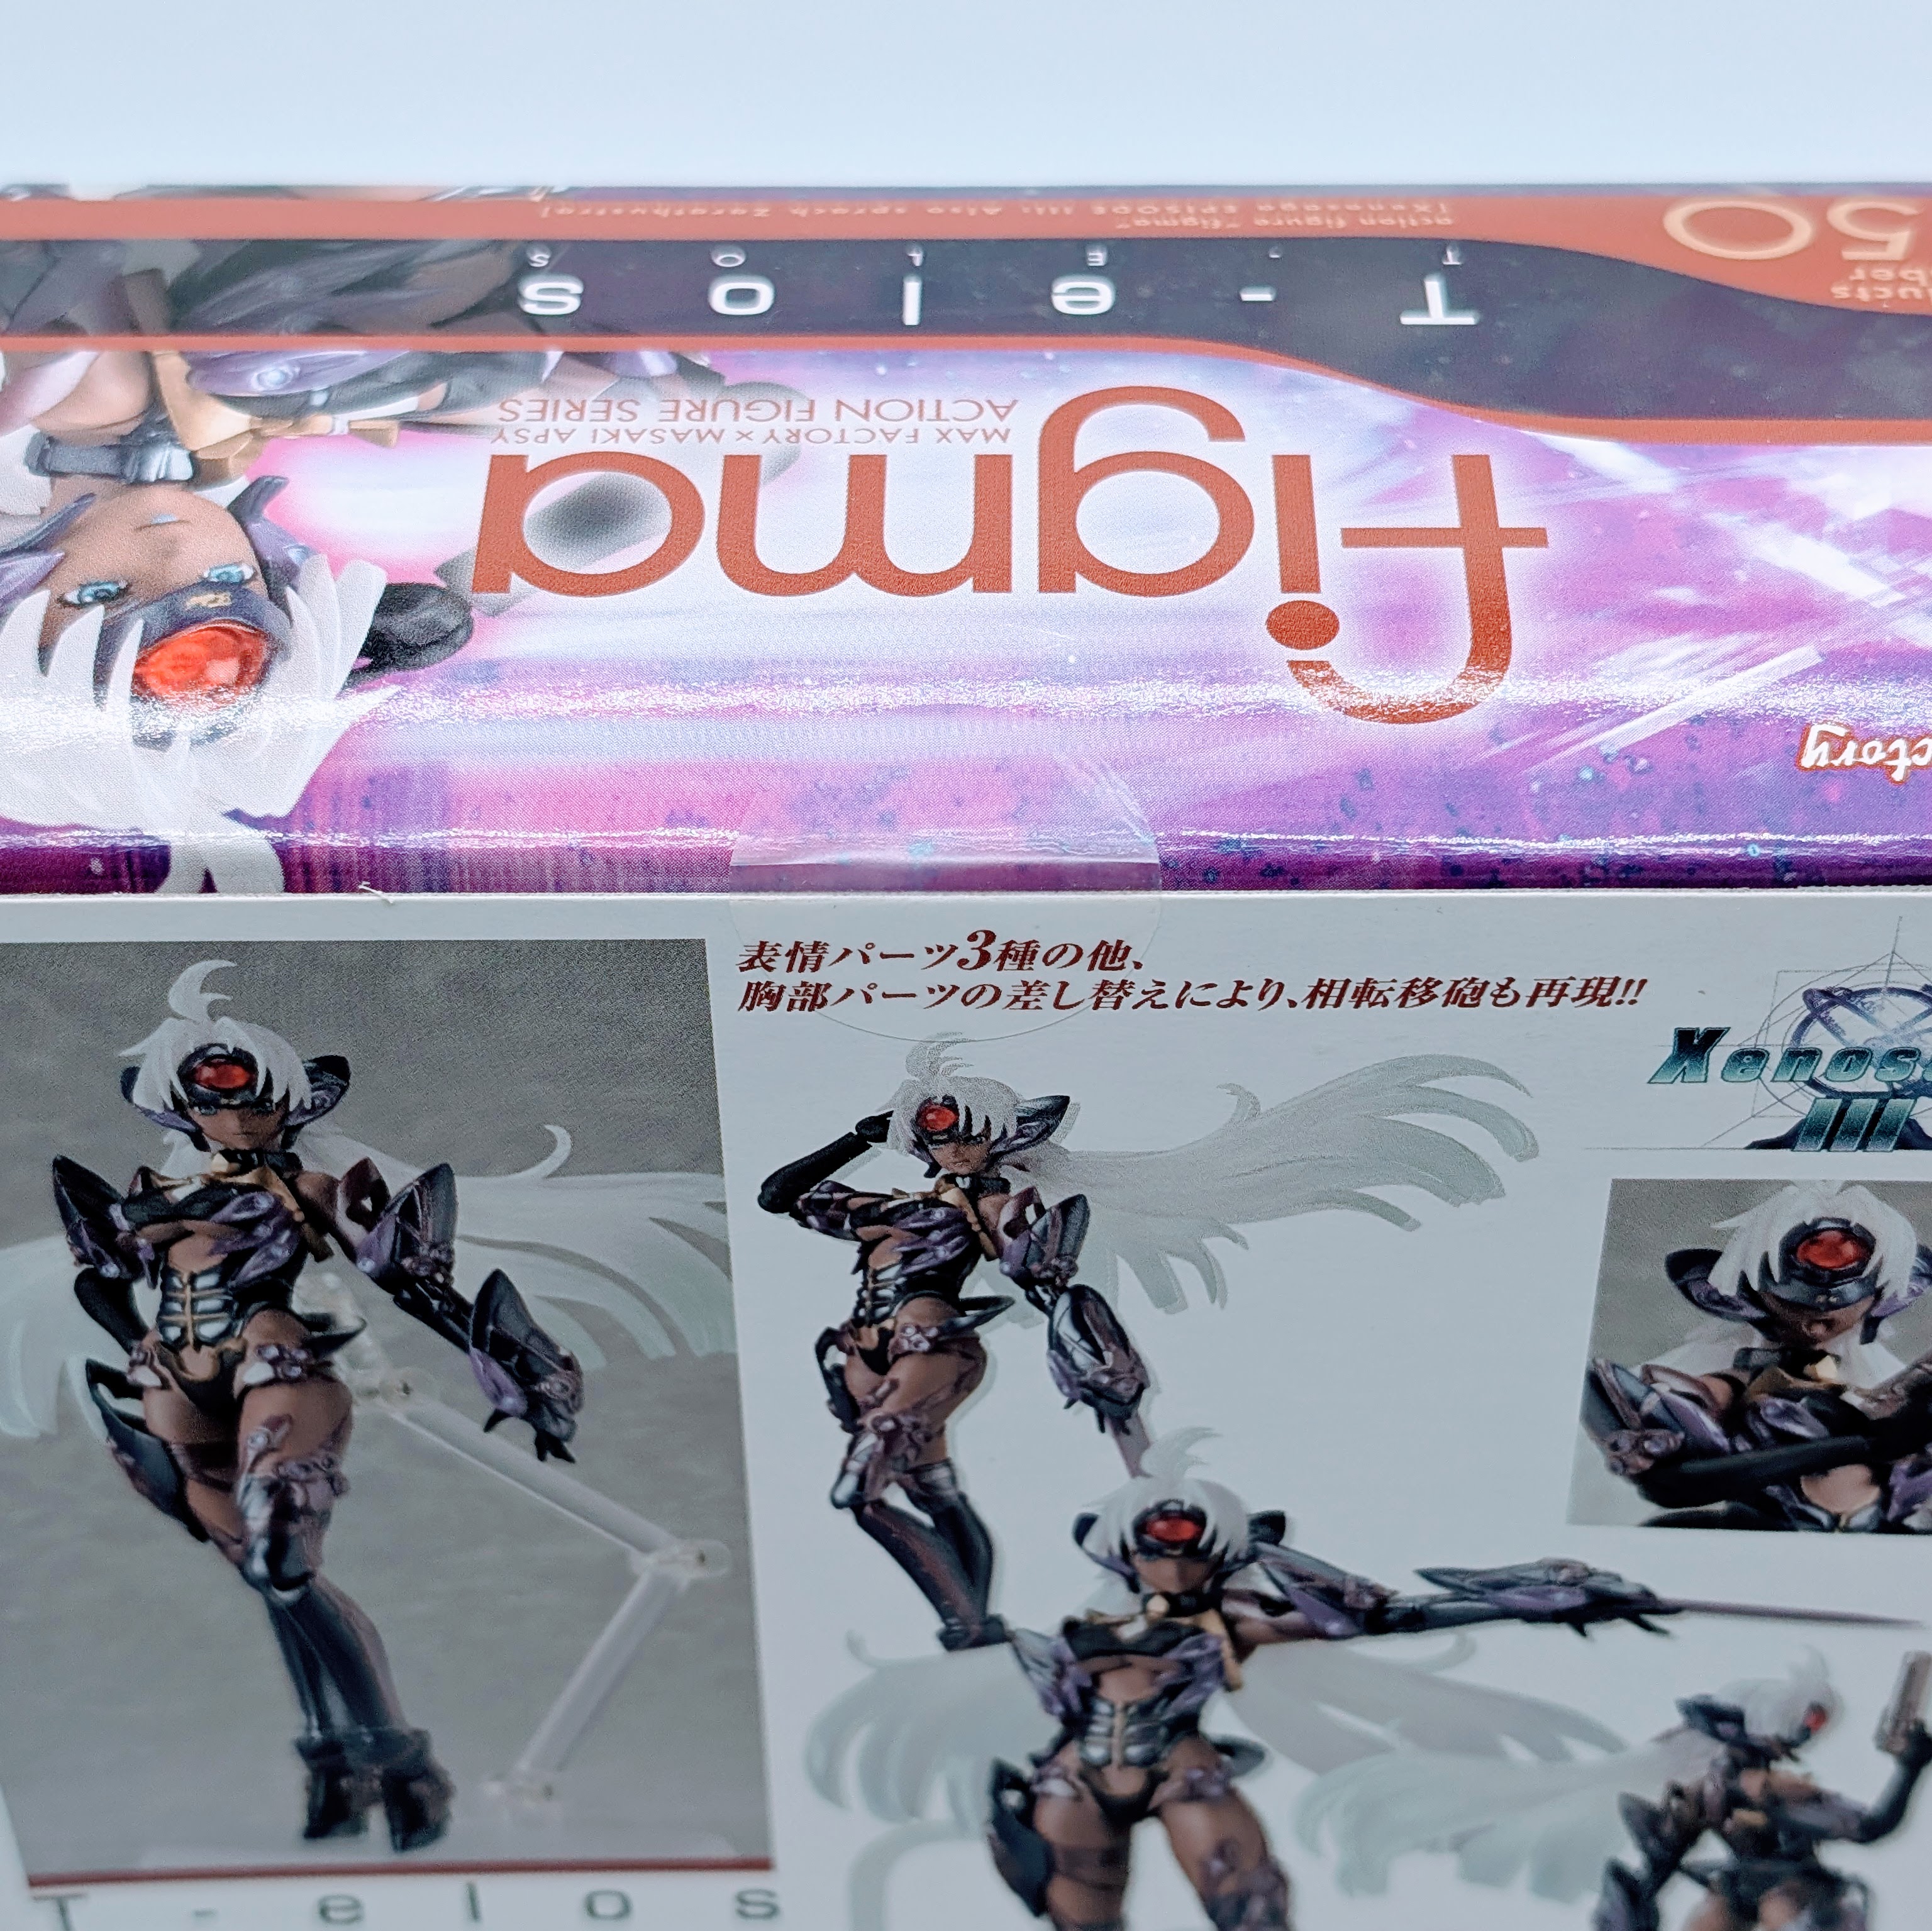 50
action figure "figma"
[Xenosaga EPISODE III: Also sprach Zarathustra]
T-elos
T-ELOS
figma
MAX FACTORY×MASAKI APSY
ACTION FIGURE SERIES
表情パーツ3種の他、
胸部パーツの差し替えにより、相転移砲も再現!!
III
T-elos